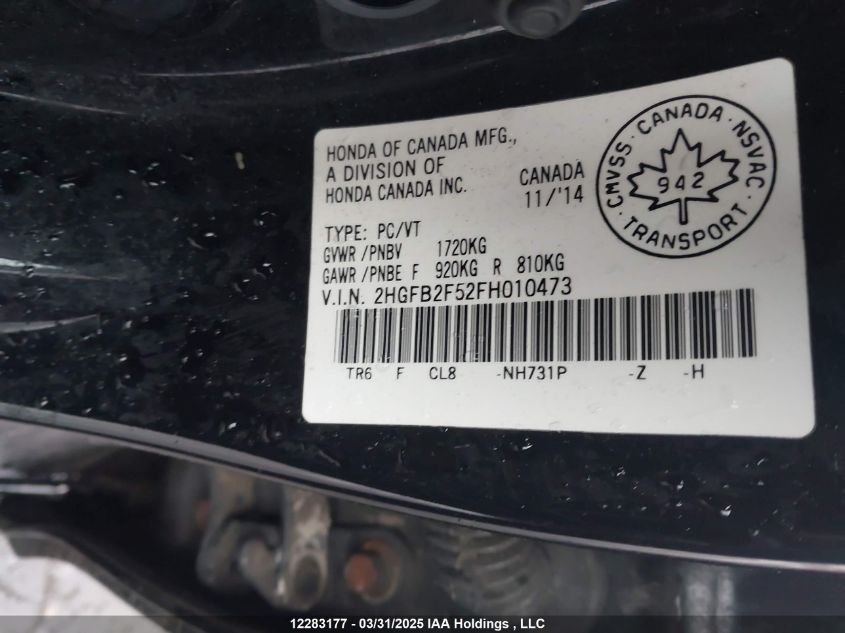 HONDA OF CANADA MFG.,
A DIVISION OF
HONDA CANADA INC.
CANADA
11/'14
CMVSS · CANADA · NSVAC
942
TRANSPORT
TYPE: PC/VT
GVWR /PNBV 1720KG
GAWR /PNBE F 920KG R 810KG
V.I.N. 2HGFB2F52FH010473
TR6 F CL8 -NH731P -Z -H
12283177 - 03/31/2025 IAA Holdings , LLC